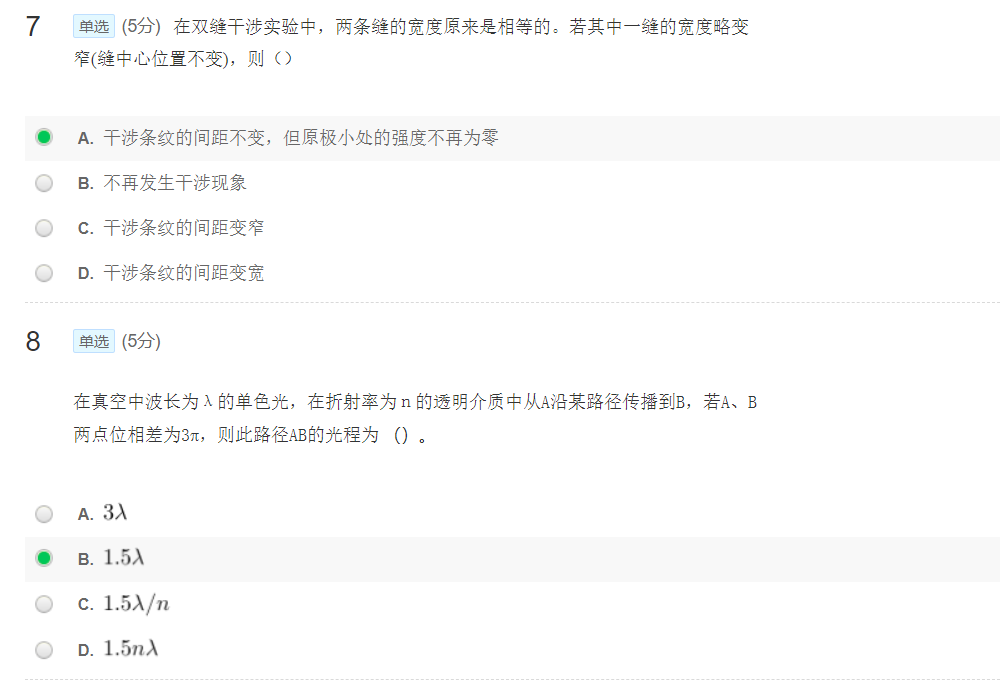 7 单选 (5分) 在双缝干涉实验中，两条缝的宽度原来是相等的。若其中一缝的宽度略变
窄(缝中心位置不变)，则（）
A. 干涉条纹的间距不变，但原极小处的强度不再为零
B. 不再发生干涉现象
C. 干涉条纹的间距变窄
D. 干涉条纹的间距变宽
8 单选 (5分)
在真空中波长为λ的单色光，在折射率为n的透明介质中从A沿某路径传播到B，若A、B
两点位相差为3π，则此路径AB的光程为 （）。
A. 3λ
B. 1.5λ
C. 1.5λ/n
D. 1.5nλ